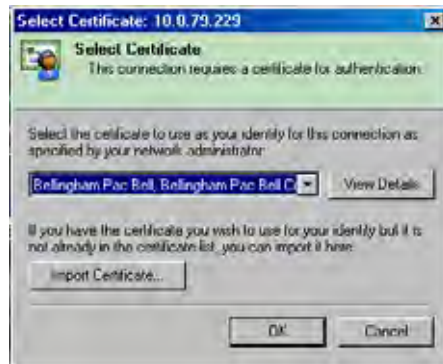 Select Certificate: 10.0.79.229
Select Certificate
This connection requires a certificate for authentication.
Select the certificate to use as your identity for this connection as
specified by your network administrator:
Bellingham Pac Bell, Bellingham Pac Bell C
View Details
If you have the certificate you wish to use for your identity but it is
not already in the certificate list, you can import it here.
Import Certificate...
OK
Cancel